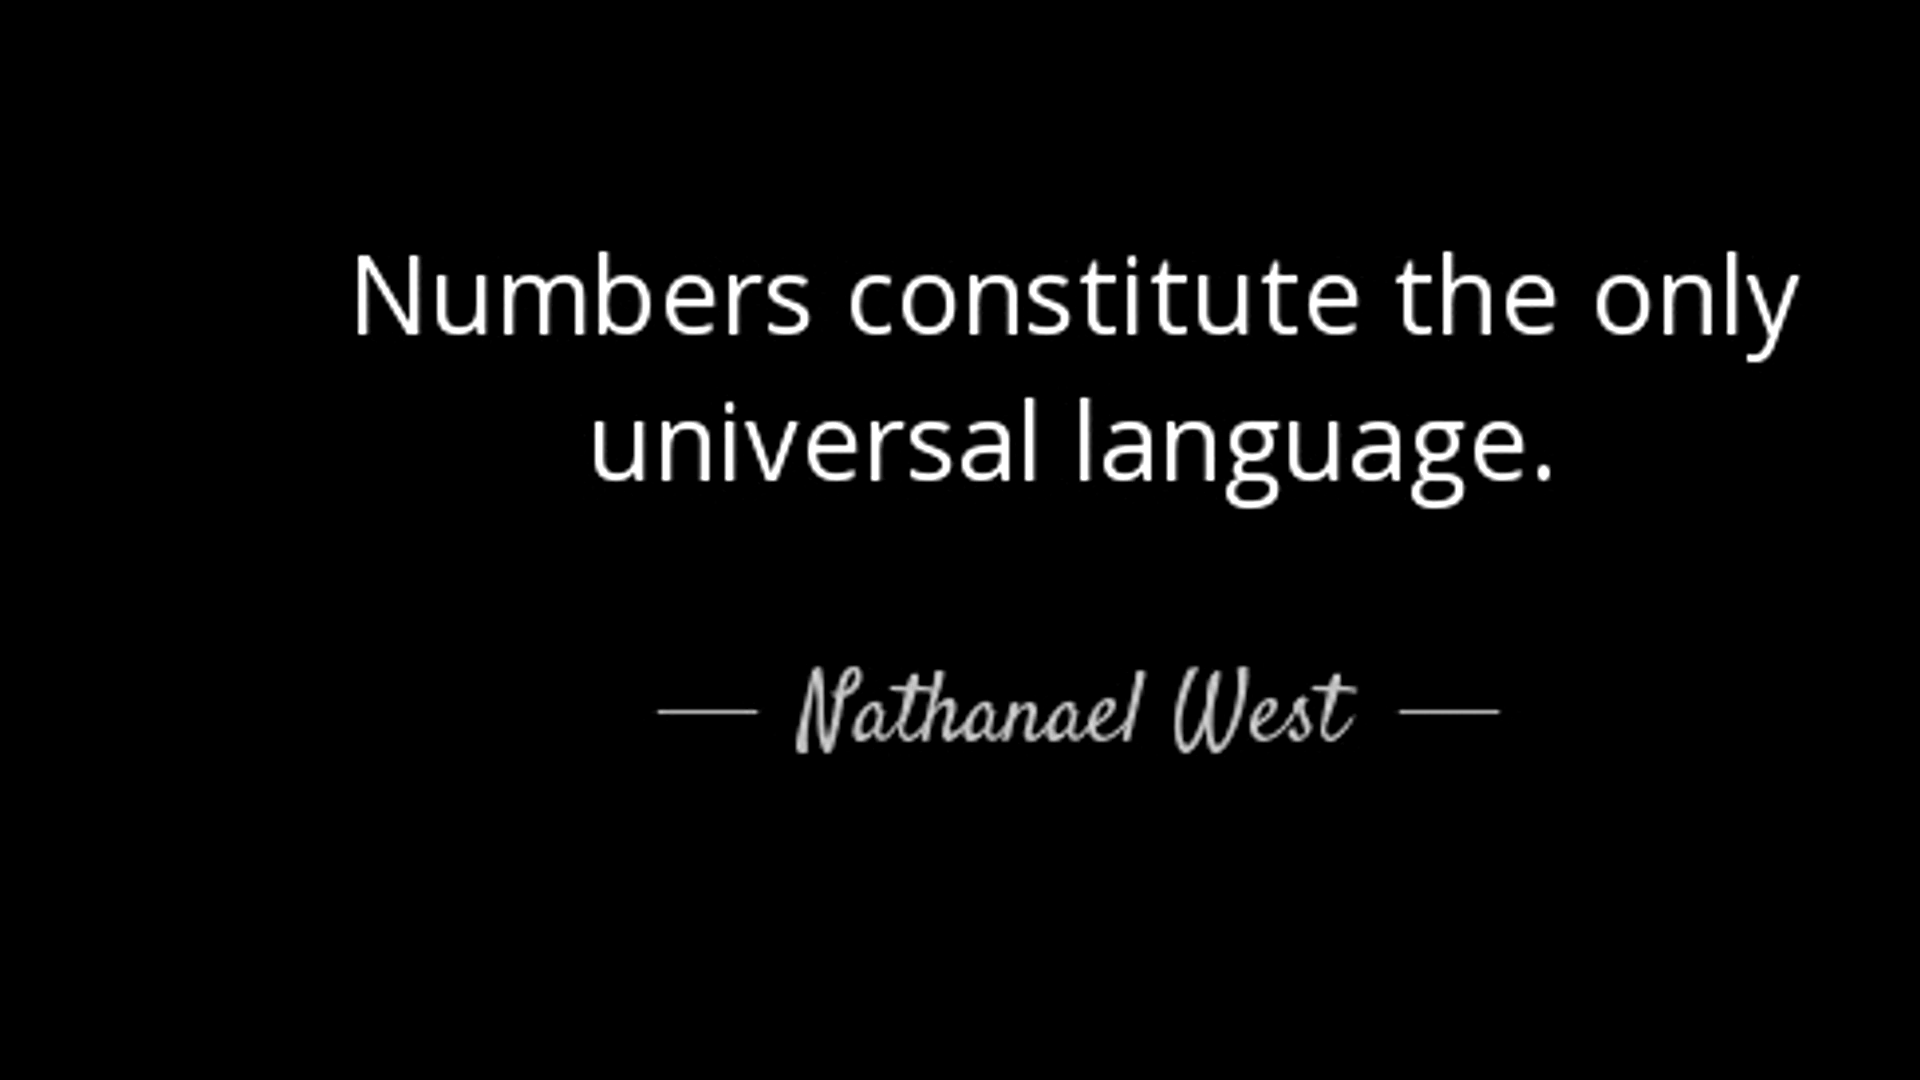 Numbers constitute the only
universal language.
— Nathanael West —